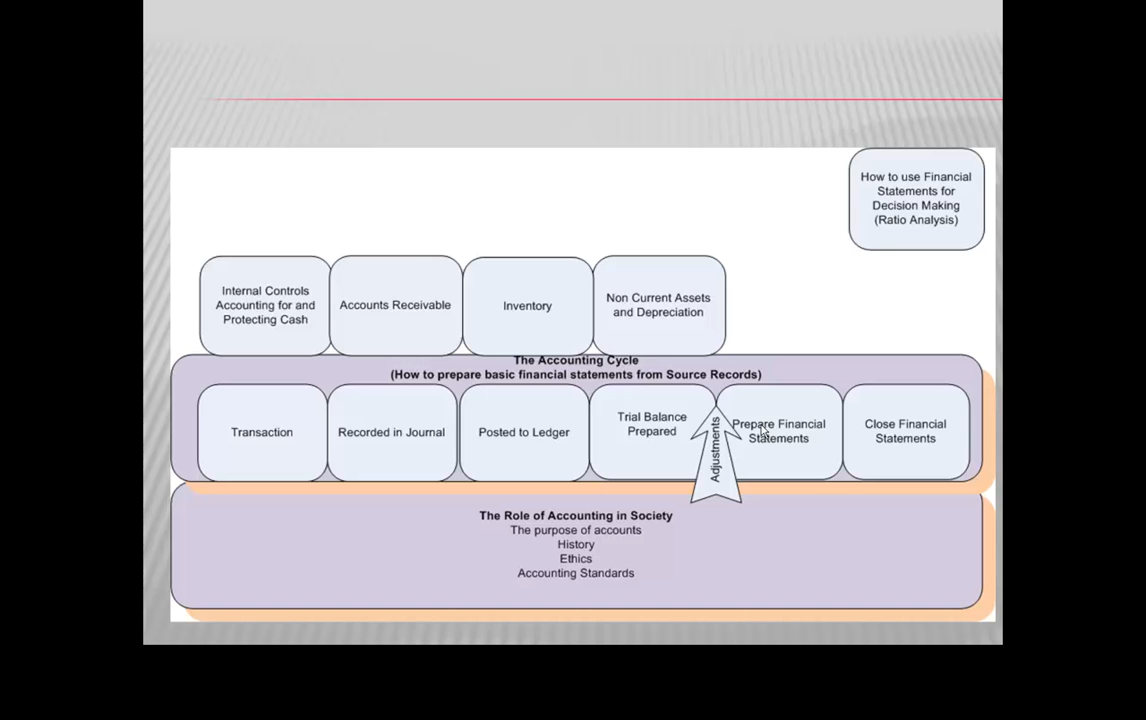 How to use Financial
Statements for
Decision Making
(Ratio Analysis)
Internal Controls
Accounting for and
Protecting Cash
Accounts Receivable
Inventory
Non Current Assets
and Depreciation
The Accounting Cycle
(How to prepare basic financial statements from Source Records)
Transaction
Recorded in Journal
Posted to Ledger
Trial Balance
Prepared
Adjustments
Prepare Financial
Statements
Close Financial
Statements
The Role of Accounting in Society
The purpose of accounts
History
Ethics
Accounting Standards